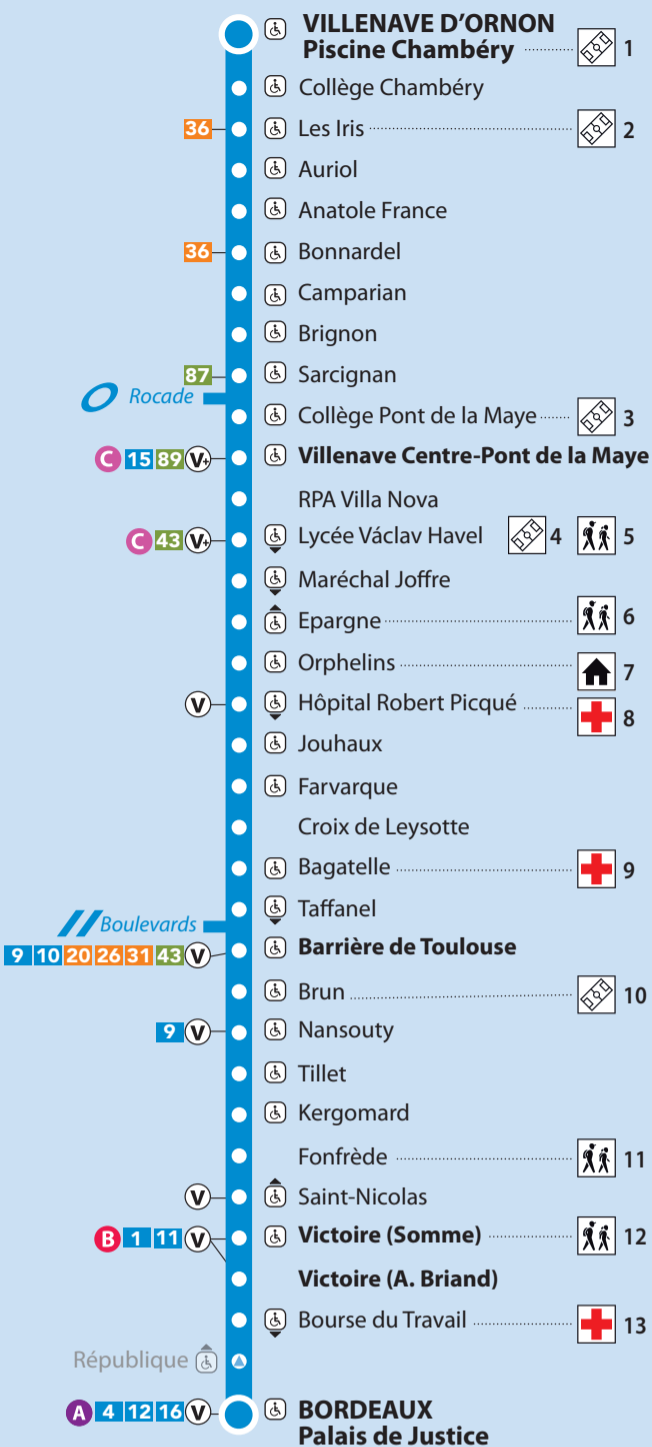 VILLENAVE D'ORNON
Piscine Chambéry 1
Collège Chambéry
36 Les Iris 2
Auriol
Anatole France
36 Bonnardel
Camparian
Brignon
87 Sarcignan
Rocade
Collège Pont de la Maye 3
C 15 89 V+ Villenave Centre-Pont de la Maye
RPA Villa Nova
C 43 V+ Lycée Václav Havel 4 5
Maréchal Joffre
Epargne 6
Orphelins 7
V Hôpital Robert Picqué 8
Jouhaux
Farvarque
Croix de Leysotte
Bagatelle 9
Taffanel
Boulevards
9 10 20 26 31 43 V Barrière de Toulouse
Brun 10
9 V Nansouty
Tillet
Kergomard
Fonfrède 11
V Saint-Nicolas
B 1 11 V Victoire (Somme) 12
Victoire (A. Briand)
Bourse du Travail 13
République
A 4 12 16 V BORDEAUX
Palais de Justice